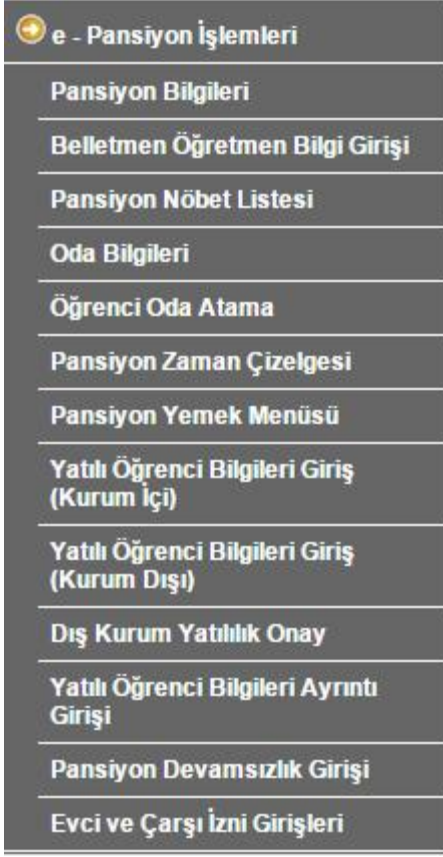 e - Pansiyon İşlemleri
Pansiyon Bilgileri
Belletmen Öğretmen Bilgi Girişi
Pansiyon Nöbet Listesi
Oda Bilgileri
Öğrenci Oda Atama
Pansiyon Zaman Çizelgesi
Pansiyon Yemek Menüsü
Yatılı Öğrenci Bilgileri Giriş
(Kurum İçi)
Yatılı Öğrenci Bilgileri Giriş
(Kurum Dışı)
Dış Kurum Yatılılık Onay
Yatılı Öğrenci Bilgileri Ayrıntı
Girişi
Pansiyon Devamsızlık Girişi
Evci ve Çarşı İzni Girişleri